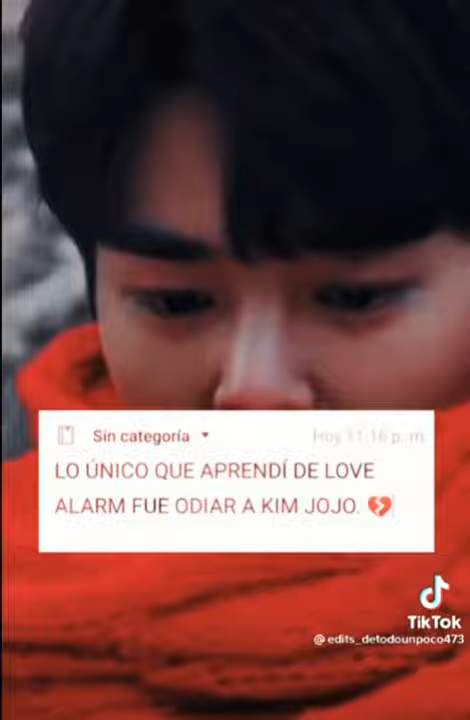 Sin categoría
Hoy 11:16 p. m.
LO ÚNICO QUE APRENDÍ DE LOVE
ALARM FUE ODIAR A KIM JOJO. 💔
TikTok
@edits_detodounpoco473